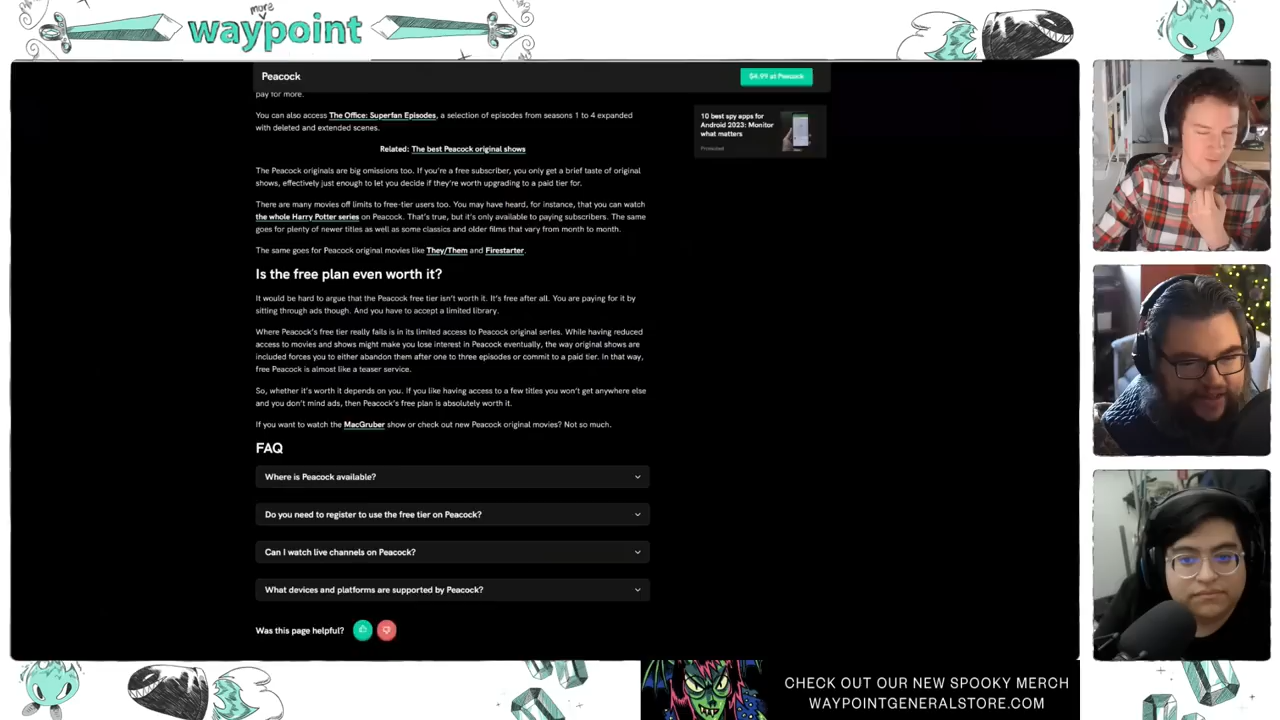 more
waypoint
Peacock
$4.99 at Peacock
pay for more.
You can also access The Office: Superfan Episodes, a selection of episodes from seasons 1 to 4 expanded
with deleted and extended scenes.
Related: The best Peacock original shows
The Peacock originals are big omissions too. If you're a free subscriber, you only get a brief taste of original
shows, effectively just enough to let you decide if they're worth upgrading to a paid tier for.
There are many movies off limits to free-tier users too. You may have heard, for instance, that you can watch
the whole Harry Potter series on Peacock. That's true, but it's only available to paying subscribers. The same
goes for plenty of newer titles as well as some classics and older films that vary from month to month.
The same goes for Peacock original movies like They/Them and Firestarter.
Is the free plan even worth it?
It would be hard to argue that the Peacock free tier isn't worth it. It's free after all. You are paying for it by
sitting through ads though. And you have to accept a limited library.
Where Peacock's free tier really fails is in its limited access to Peacock original series. While having reduced
access to movies and shows might make you lose interest in Peacock eventually, the way original shows are
included forces you to either abandon them after one to three episodes or commit to a paid tier. In that way,
free Peacock is almost like a teaser service.
So, whether it's worth it depends on you. If you like having access to a few titles you won't get anywhere else
and you don't mind ads, then Peacock's free plan is absolutely worth it.
If you want to watch the MacGruber show or check out new Peacock original movies? Not so much.
FAQ
Where is Peacock available?
Do you need to register to use the free tier on Peacock?
Can I watch live channels on Peacock?
What devices and platforms are supported by Peacock?
Was this page helpful?
10 best spy apps for
Android 2023: Monitor
what matters
Promoted
CHECK OUT OUR NEW SPOOKY MERCH
WAYPOINTGENERALSTORE.COM